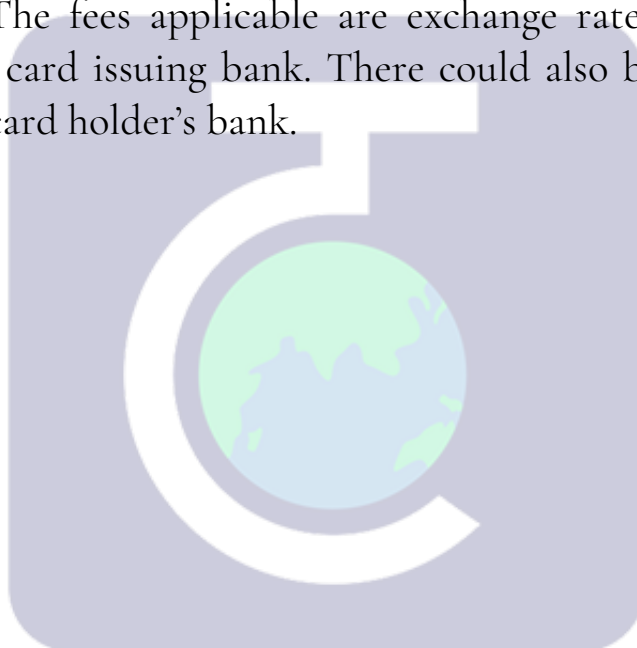 The fees applicable are exchange rate
card issuing bank. There could also b
card holder's bank.